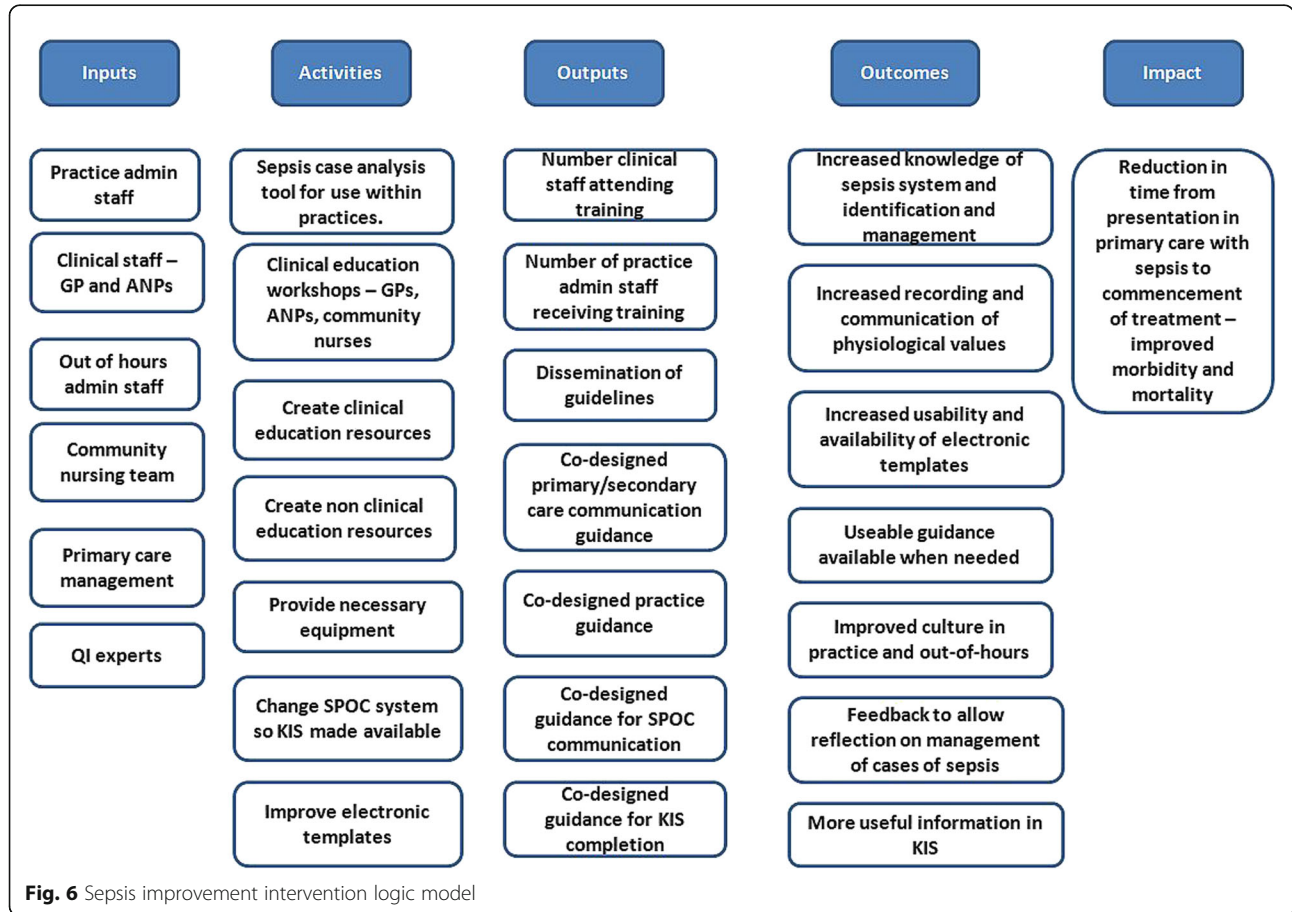 Inputs
Activities
Outputs
Outcomes
Impact
Practice admin
staff
Clinical staff –
GP and ANPs
Out of hours
admin staff
Community
nursing team
Primary care
management
QI experts
Sepsis case analysis
tool for use within
practices.
Clinical education
workshops – GPs,
ANPs, community
nurses
Create clinical
education resources
Create non clinical
education resources
Provide necessary
equipment
Change SPOC system
so KIS made available
Improve electronic
templates
Number clinical
staff attending
training
Number of practice
admin staff
receiving training
Dissemination of
guidelines
Co-designed
primary/secondary
care communication
guidance
Co-designed practice
guidance
Co-designed
guidance for SPOC
communication
Co-designed
guidance for KIS
completion
Increased knowledge of
sepsis system and
identification and
management
Increased recording and
communication of
physiological values
Increased usability and
availability of electronic
templates
Useable guidance
available when needed
Improved culture in
practice and out-of-hours
Feedback to allow
reflection on management
of cases of sepsis
More useful information in
KIS
Reduction in
time from
presentation in
primary care with
sepsis to
commencement
of treatment –
improved
morbidity and
mortality
Fig. 6 Sepsis improvement intervention logic model